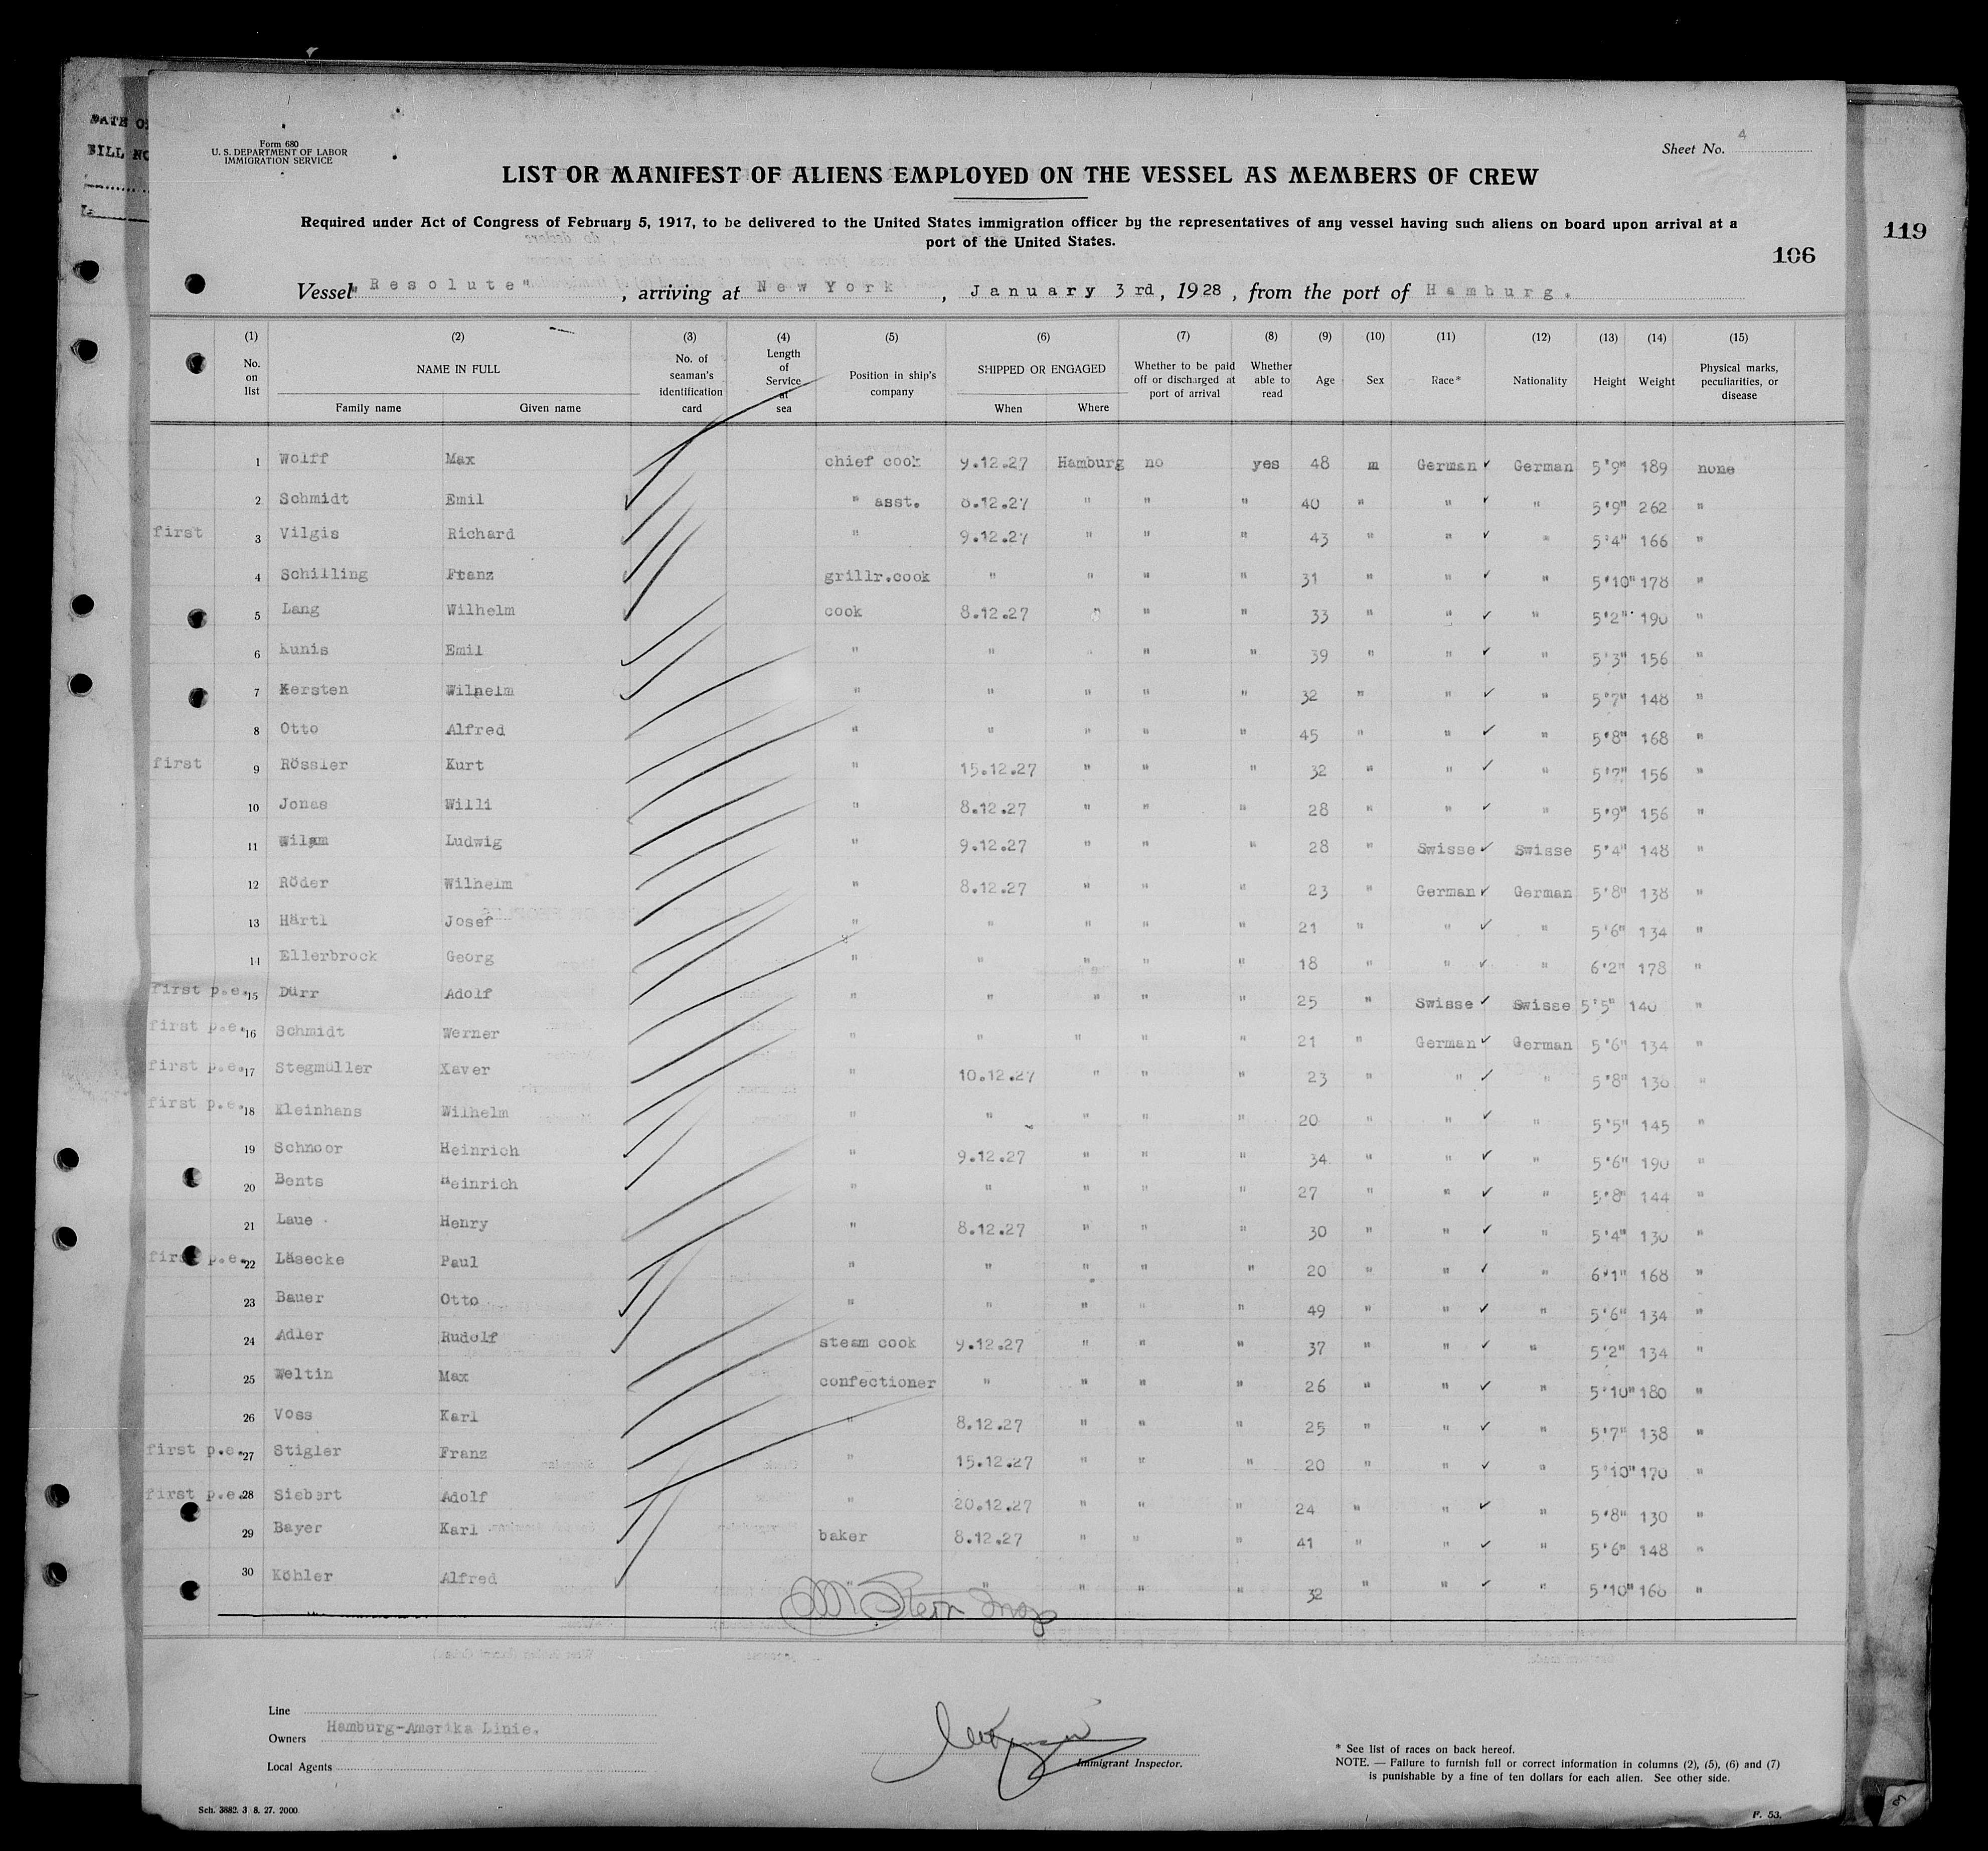 DATE OF
BILL NO
Form 680
U. S. DEPARTMENT OF LABOR
IMMIGRATION SERVICE
Sheet No. 4
LIST OR MANIFEST OF ALIENS EMPLOYED ON THE VESSEL AS MEMBERS OF CREW
Required under Act of Congress of February 5, 1917, to be delivered to the United States immigration officer by the representatives of any vessel having such aliens on board upon arrival at a
port of the United States.
119
106
Vessel "Resolute", arriving at New York, January 3rd, 1928, from the port of Hamburg.
(1) (2) (3) (4) (5) (6) (7) (8) (9) (10) (11) (12) (13) (14) (15)
No. on list NAME IN FULL Family name Given name No. of seaman's identification card Length of Service at sea Position in ship's company SHIPPED OR ENGAGED When Where Whether to be paid off or discharged at port of arrival Whether able to read Age Sex Race* Nationality Height Weight Physical marks, peculiarities, or disease
1 Wolff Max chief cook 9.12.27 Hamburg no yes 48 m German ✓ German 5'9" 189 none
2 Schmidt Emil " asst. 8.12.27 " " " 40 " " ✓ " 5'9" 262 "
first 3 Vilgis Richard " 9.12.27 " " " 43 " " ✓ " 5'4" 166 "
4 Schilling Franz grillr.cook " " " " 31 " " ✓ " 5'10" 178 "
5 Lang Wilhelm cook 8.12.27 " " " 33 " " ✓ " 5'2" 190 "
6 Kunis Emil " " " " " 39 " " ✓ " 5'3" 156 "
7 Kersten Wilhelm " " " " " 32 " " ✓ " 5'7" 148 "
8 Otto Alfred " " " " " 45 " " ✓ " 5'8" 168 "
first 9 Rössler Kurt " 15.12.27 " " " 32 " " ✓ " 5'7" 156 "
10 Jonas Willi " 8.12.27 " " " 28 " " ✓ " 5'9" 156 "
11 Wilam Ludwig " 9.12.27 " " " 28 " Swisse ✓ Swisse 5'4" 148 "
12 Röder Wilhelm " 8.12.27 " " " 23 " German ✓ German 5'8" 138 "
13 Härtl Josef " " " " " 21 " " ✓ " 5'6" 134 "
14 Ellerbrock Georg " " " " " 18 " " ✓ " 6'2" 178 "
first p.e. 15 Dürr Adolf " " " " " 25 " Swisse ✓ Swisse 5'5" 140 "
first p.e. 16 Schmidt Werner " " " " " 21 " German ✓ German 5'6" 134 "
first p.e. 17 Stegmüller Xaver " 10.12.27 " " " 23 " " ✓ " 5'8" 138 "
first p.e. 18 Kleinhans Wilhelm " " " " " 20 " " ✓ " 5'5" 145 "
19 Schnoor Heinrich " 9.12.27 " " " 34 " " ✓ " 5'6" 190 "
20 Bents Heinrich " " " " " 27 " " ✓ " 5'8" 144 "
21 Laue Henry " 8.12.27 " " " 30 " " ✓ " 5'4" 130 "
first p.e. 22 Läsecke Paul " " " " " 20 " " ✓ " 6'1" 168 "
23 Bauer Otto " " " " " 49 " " ✓ " 5'6" 134 "
24 Adler Rudolf steam cook 9.12.27 " " " 37 " " ✓ " 5'2" 134 "
25 Weltin Max confectioner " " " " 26 " " ✓ " 5'10" 180 "
26 Voss Karl " 8.12.27 " " " 25 " " ✓ " 5'7" 138 "
first p.e. 27 Stigler Franz " 15.12.27 " " " 20 " " ✓ " 5'10" 170 "
first p.e. 28 Siebert Adolf " 20.12.27 " " " 24 " " ✓ " 5'8" 130 "
29 Bayer Karl baker 8.12.27 " " " 41 " " ✓ " 5'6" 148 "
30 Köhler Alfred " " " " " 32 " " ✓ " 5'10" 166 "
Line
Owners Hamburg-Amerika Linie.
Local Agents
Immigrant Inspector.
* See list of races on back hereof.
NOTE. — Failure to furnish full or correct information in columns (2), (5), (6) and (7)
is punishable by a fine of ten dollars for each alien. See other side.
Sch. 3882. 3 8. 27. 2000
F. 53.